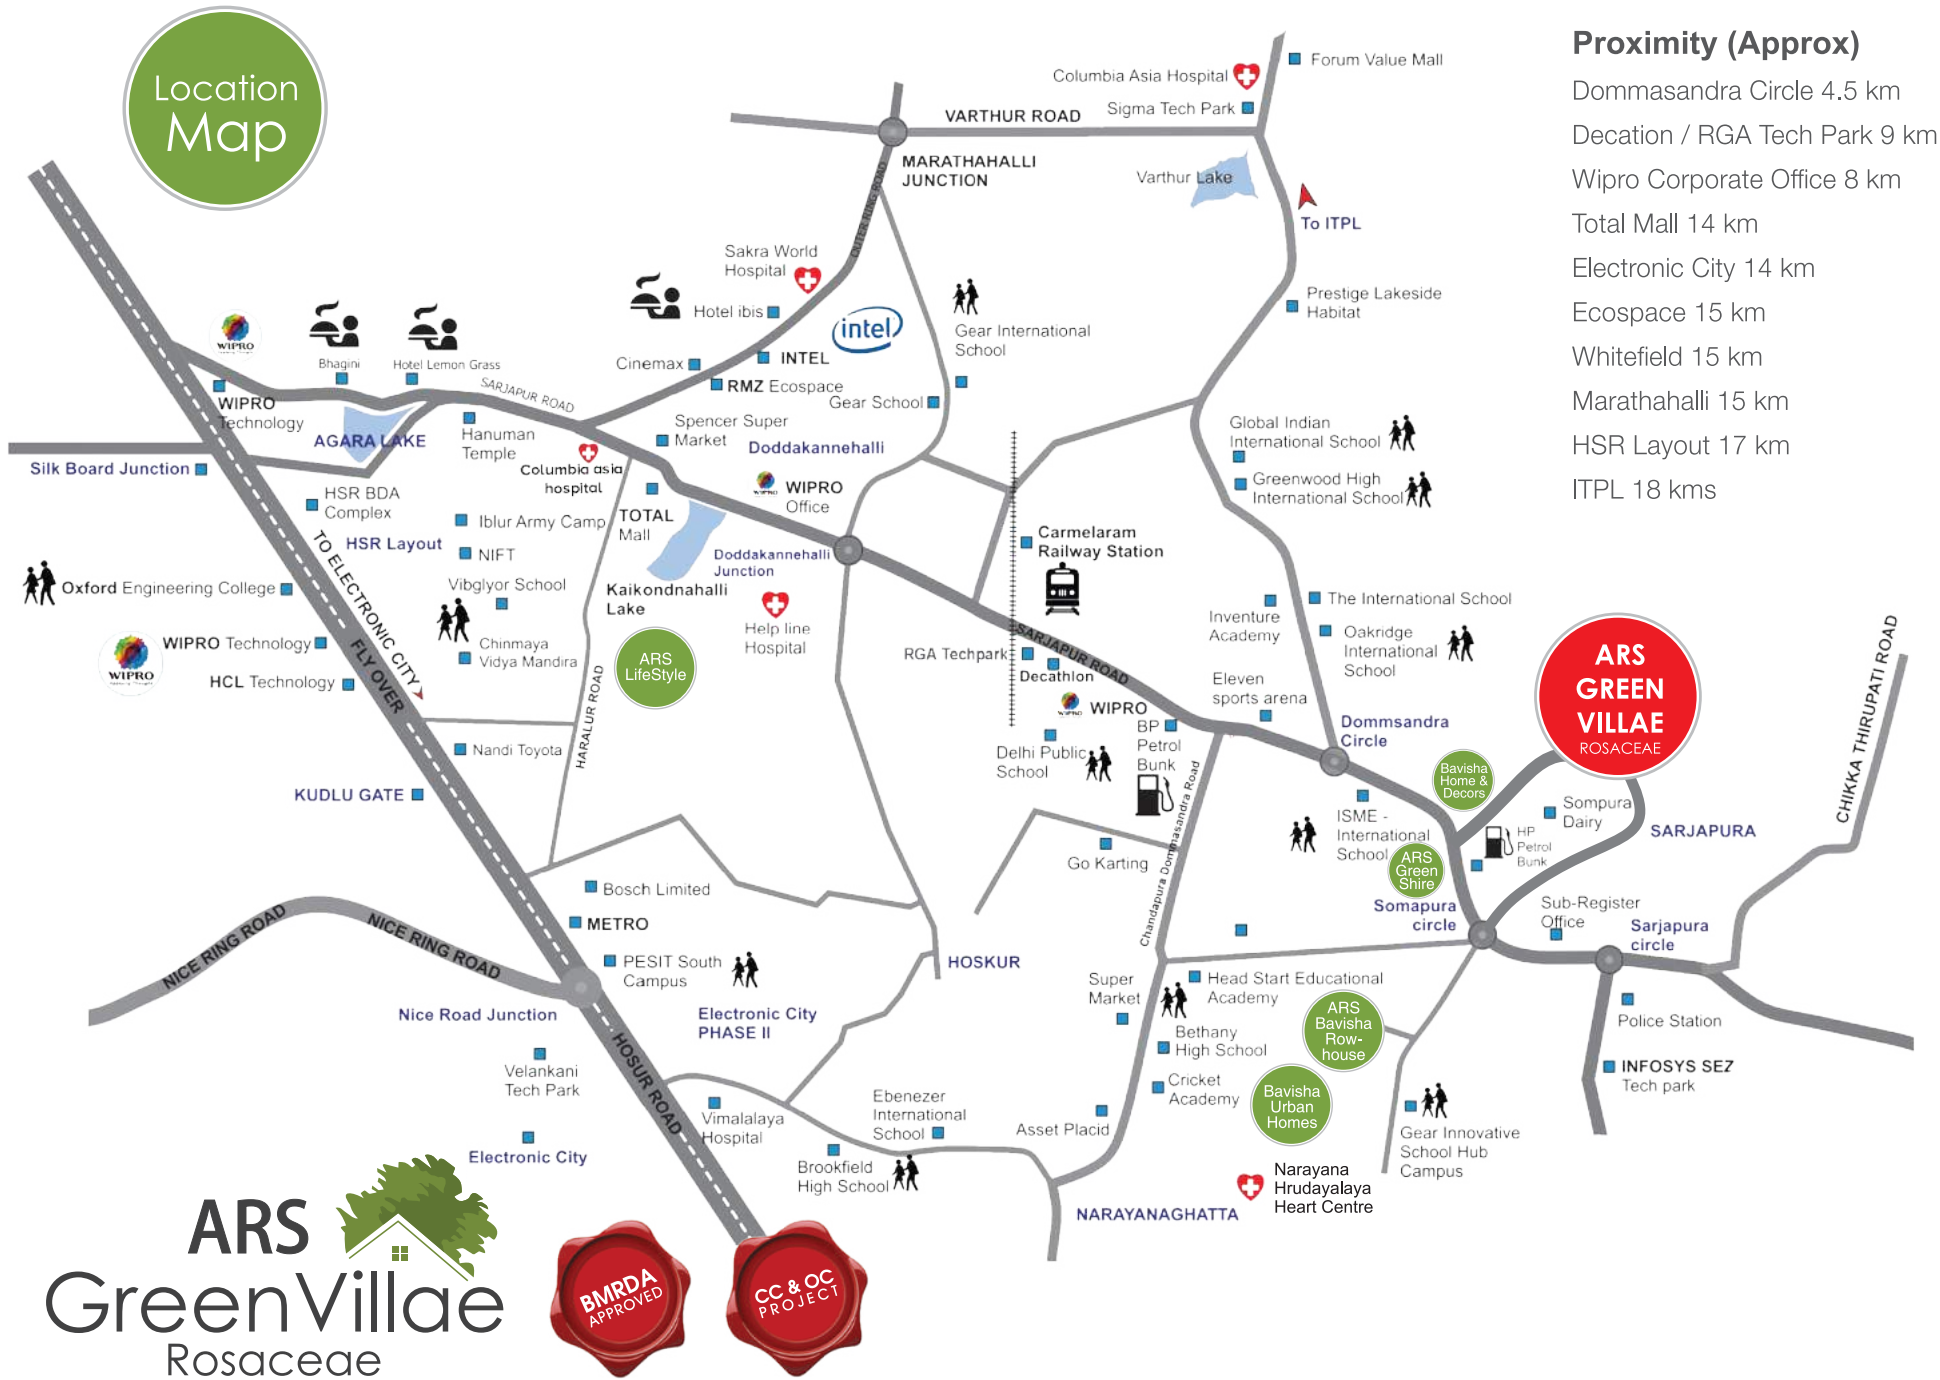 Location
Map
Proximity (Approx)
Dommasandra Circle 4.5 km
Decation / RGA Tech Park 9 km
Wipro Corporate Office 8 km
Total Mall 14 km
Electronic City 14 km
Ecospace 15 km
Whitefield 15 km
Marathahalli 15 km
HSR Layout 17 km
ITPL 18 kms
Forum Value Mall
Columbia Asia Hospital
Sigma Tech Park
VARTHUR ROAD
MARATHAHALLI
JUNCTION
OUTER RING ROAD
Varthur Lake
To ITPL
Prestige Lakeside
Habitat
Sakra World
Hospital
Hotel ibis
intel
Gear International
School
Cinemax
INTEL
RMZ Ecospace
Gear School
WIPRO
Bhagini
Hotel Lemon Grass
SARJAPUR ROAD
WIPRO
Technology
AGARA LAKE
Hanuman
Temple
Spencer Super
Market
Doddakannehalli
Columbia asia
hospital
Silk Board Junction
HSR BDA
Complex
Iblur Army Camp
TOTAL
Mall
WIPRO
WIPRO
Office
Global Indian
International School
Greenwood High
International School
TO ELECTRONIC CITY
HSR Layout
NIFT
Doddakannehalli
Junction
Carmelaram
Railway Station
Oxford Engineering College
Vibglyor School
Kaikondnahalli
Lake
Help line
Hospital
Inventure
Academy
The International School
Oakridge
International
School
WIPRO
WIPRO Technology
Chinmaya
Vidya Mandira
HCL Technology
FLY OVER
ARS
LifeStyle
HARALUR ROAD
RGA Techpark
SARJAPUR ROAD
Decathlon
WIPRO
WIPRO
Eleven
sports arena
ARS
GREEN
VILLAE
ROSACEAE
CHIKKA THIRUPATI ROAD
Nandi Toyota
Delhi Public
School
BP
Petrol
Bunk
Dommsandra
Circle
Bavisha
Home &
Decors
KUDLU GATE
Chandapura Dommasandra Road
ISME -
International
School
Sompura
Dairy
HP
Petrol
Bunk
SARJAPURA
Go Karting
ARS
Green
Shire
Bosch Limited
METRO
NICE RING ROAD
NICE RING ROAD
Somapura
circle
Sub-Register
Office
Sarjapura
circle
PESIT South
Campus
HOSKUR
Super
Market
Head Start Educational
Academy
Nice Road Junction
Electronic City
PHASE II
ARS
Bavisha
Row-
house
Police Station
Bethany
High School
Velankani
Tech Park
HOSUR ROAD
Cricket
Academy
INFOSYS SEZ
Tech park
Bavisha
Urban
Homes
Vimalalaya
Hospital
Ebenezer
International
School
Asset Placid
Gear Innovative
School Hub
Campus
Electronic City
Brookfield
High School
NARAYANAGHATTA
Narayana
Hrudayalaya
Heart Centre
ARS
GreenVillae
Rosaceae
BMRDA
APPROVED
CC & OC
PROJECT